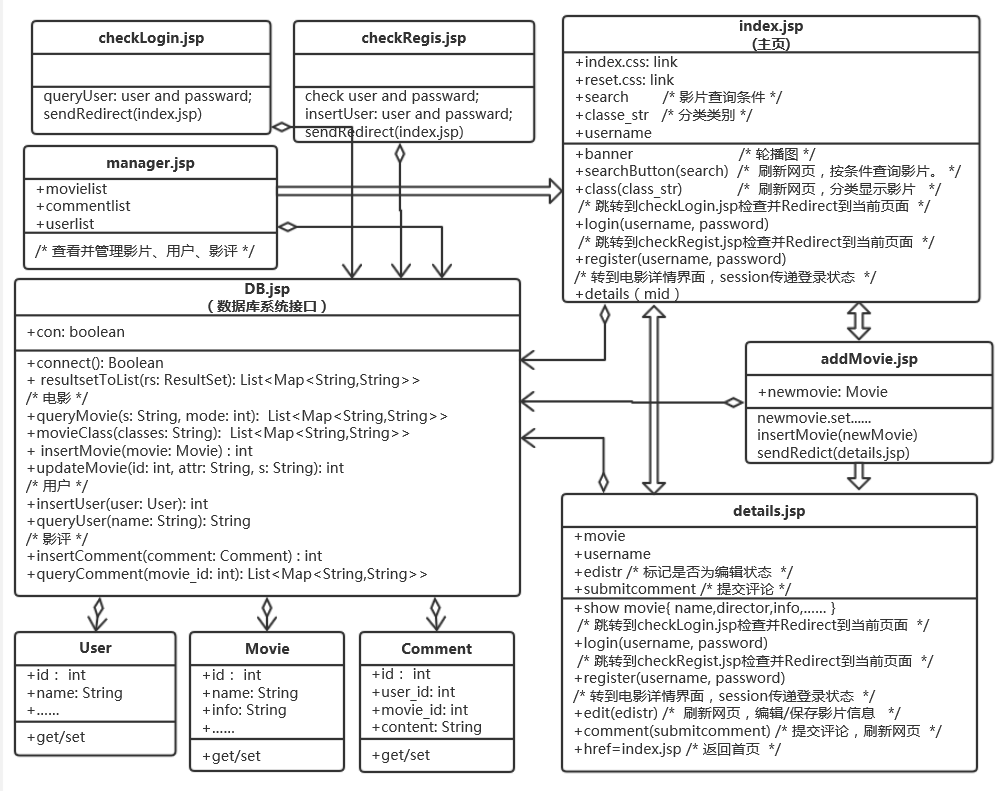 checkLogin.jsp
queryUser: user and password;
sendRedirect(index.jsp)
checkRegis.jsp
check user and password;
insertUser: user and password;
sendRedirect(index.jsp)
index.jsp
(主页)
+index.css: link
+reset.css: link
+search /* 影片查询条件 */
+classe_str /* 分类类别 */
+username
+banner /* 轮播图 */
+searchButton(search) /* 刷新网页，按条件查询影片。 */
+class(class_str) /* 刷新网页，分类显示影片 */
/* 跳转到checkLogin.jsp检查并Redirect到当前页面 */
+login(username, password)
/* 跳转到checkRegist.jsp检查并Redirect到当前页面 */
+register(username, password)
/* 转到电影详情界面，session传递登录状态 */
+details（mid）
manager.jsp
+movielist
+commentlist
+userlist
/* 查看并管理影片、用户、影评 */
DB.jsp
（数据库系统接口）
+con: boolean
+connect(): Boolean
+ resultsetToList(rs: ResultSet): List<Map<String,String>>
/* 电影 */
+queryMovie(s: String, mode: int): List<Map<String,String>>
+movieClass(classes: String): List<Map<String,String>>
+ insertMovie(movie: Movie) : int
+updateMovie(id: int, attr: String, s: String): int
/* 用户 */
+insertUser(user: User): int
+queryUser(name: String): String
/* 影评 */
+insertComment(comment: Comment) : int
+queryComment(movie_id: int): List<Map<String,String>>
addMovie.jsp
+newmovie: Movie
newmovie.set......
insertMovie(newMovie)
sendRedict(details.jsp)
details.jsp
+movie
+username
+edistr /* 标记是否为编辑状态 */
+submitcomment /* 提交评论 */
+show movie{ name,director,info,...... }
/* 跳转到checkLogin.jsp检查并Redirect到当前页面 */
+login(username, password)
/* 跳转到checkRegist.jsp检查并Redirect到当前页面 */
+register(username, password)
/* 转到电影详情界面，session传递登录状态 */
+edit(edistr) /* 刷新网页，编辑/保存影片信息 */
+comment(submitcomment) /* 提交评论，刷新网页 */
+href=index.jsp /* 返回首页 */
User
+id： int
+name: String
+......
+get/set
Movie
+id： int
+name: String
+info: String
+......
+get/set
Comment
+id： int
+user_id: int
+movie_id: int
+content: String
+get/set